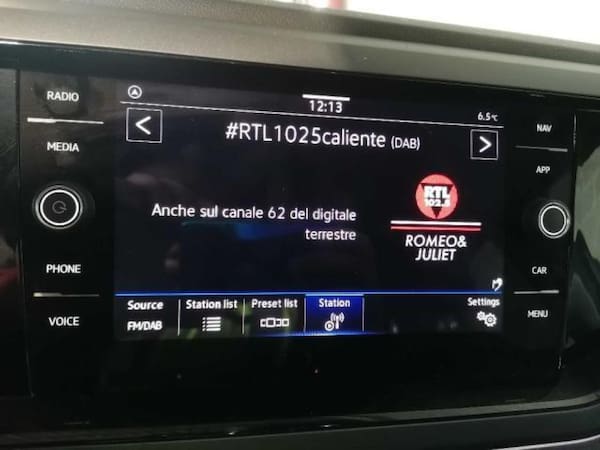 RADIO
MEDIA
PHONE
VOICE
12:13
6.5°C
#RTL1025caliente (DAB)
Anche sul canale 62 del digitale
terrestre
RTL
102.5
ROMEO&
JULIET
Source
FM/DAB
Station list
Preset list
Station
Settings
NAV
APP
CAR
MENU